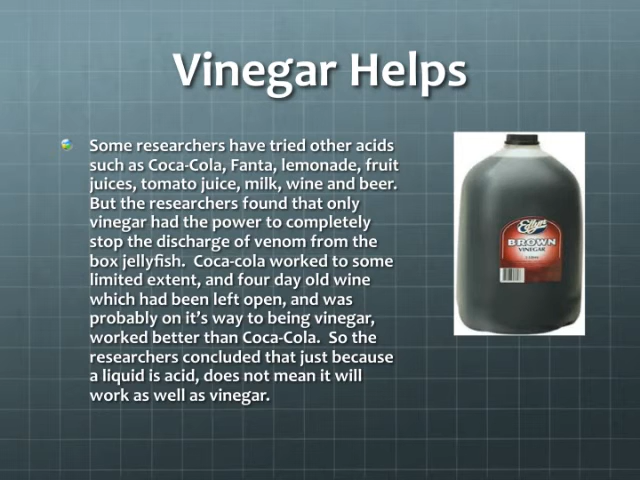 Vinegar Helps
Some researchers have tried other acids
such as Coca-Cola, Fanta, lemonade, fruit
juices, tomato juice, milk, wine and beer.
But the researchers found that only
vinegar had the power to completely
stop the discharge of venom from the
box jellyfish.  Coca-cola worked to some
limited extent, and four day old wine
which had been left open, and was
probably on it's way to being vinegar,
worked better than Coca-Cola.  So the
researchers concluded that just because
a liquid is acid, does not mean it will
work as well as vinegar.
BROWN
VINEGAR